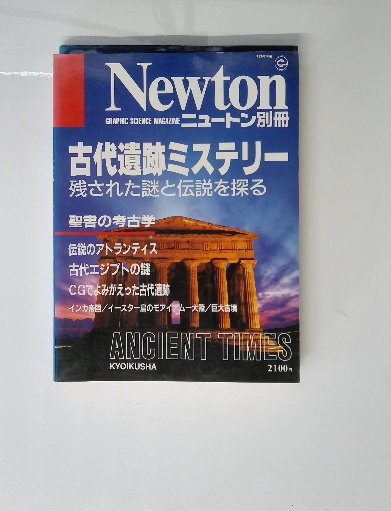 Newton
GRAPHIC SCIENCE MAGAZINE ニュートン別冊
古代遺跡ミステリー
残された謎と伝説を探る
聖書の考古学
伝説のアトランティス
古代エジプトの謎
CGでよみがえった古代遺跡
インカ帝国/イースター島のモアイ/ムー大陸/巨大古墳
ANCIENT TIMES
KYOIKUSHA
2100円